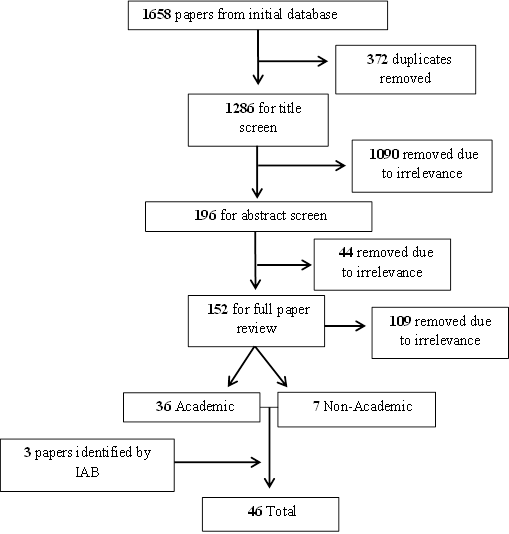 1658 papers from initial database
372 duplicates
removed
1286 for title
screen
1090 removed due
to irrelevance
196 for abstract screen
44 removed due
to irrelevance
152 for full paper
review
109 removed due
to irrelevance
36 Academic
7 Non-Academic
3 papers identified by
IAB
46 Total